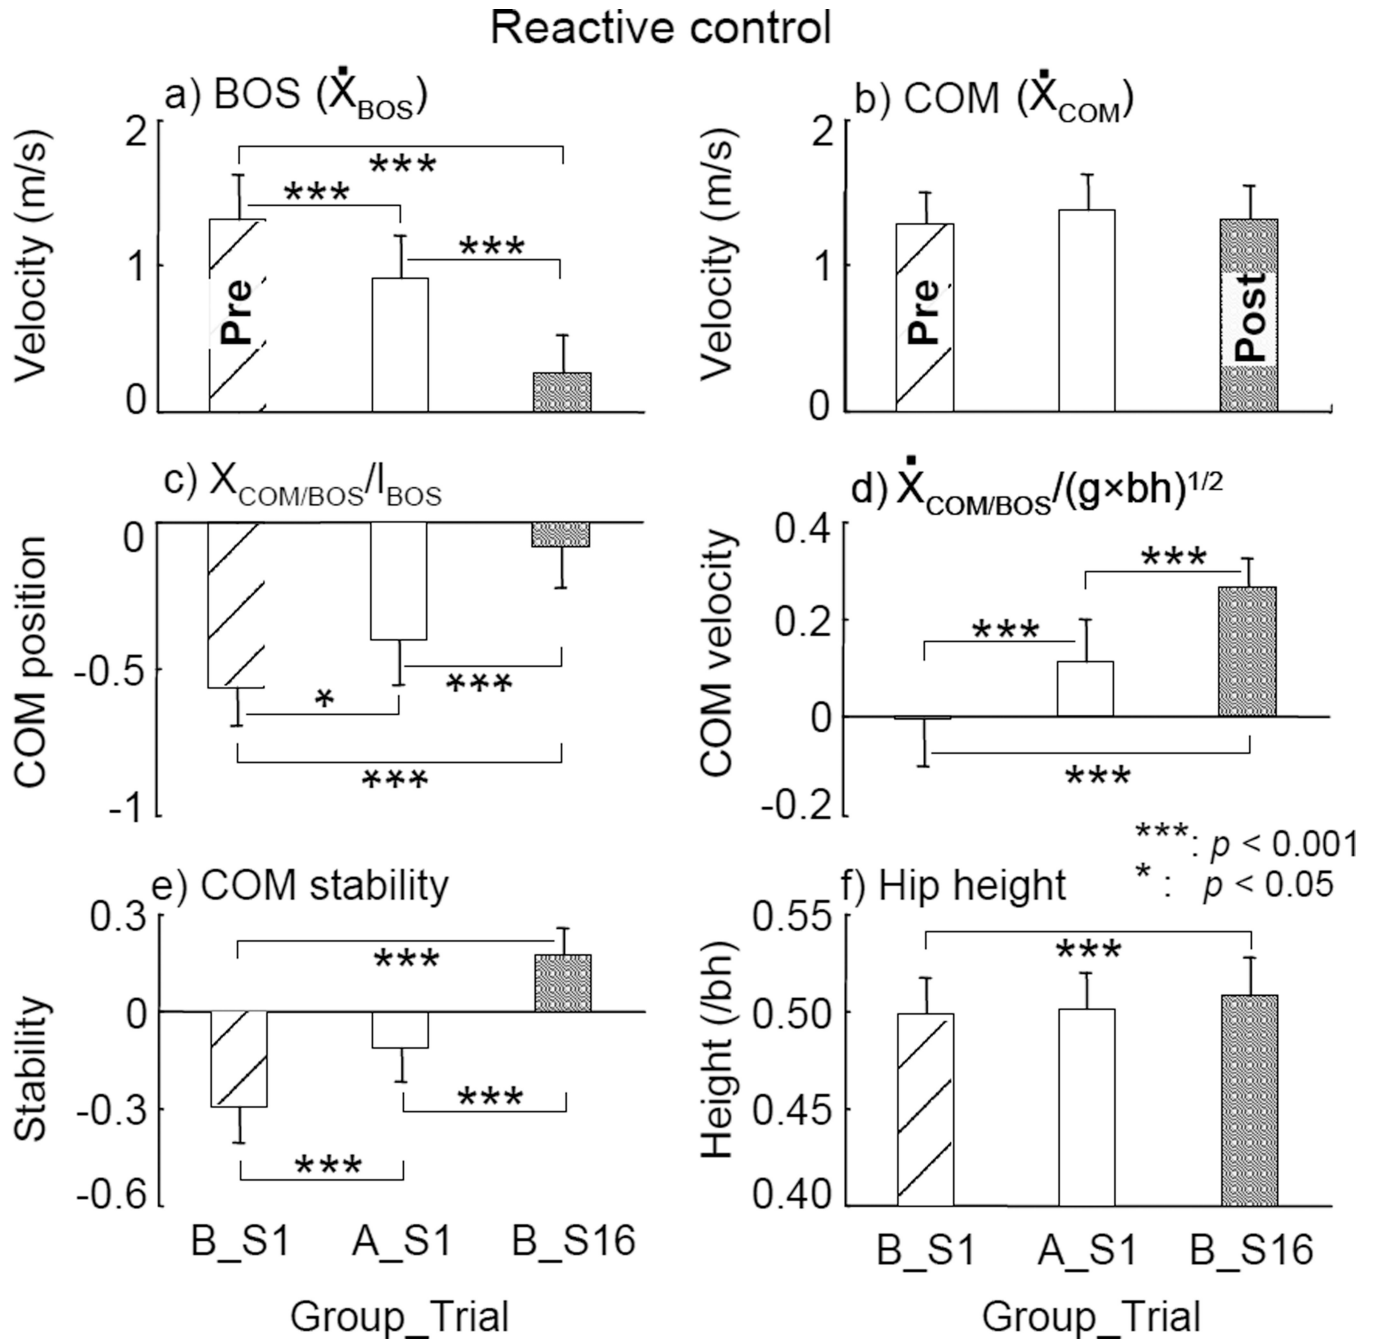 Reactive control
a) BOS (Ẋ_BOS)
Velocity (m/s)
2
1
0
***
***
***
Pre
b) COM (Ẋ_COM)
Velocity (m/s)
2
1
0
Pre
Post
c) X_COM/BOS/l_BOS
COM position
0
-0.5
-1
*
***
***
d) Ẋ_COM/BOS/(g×bh)^1/2
COM velocity
0.4
0.2
0
-0.2
***
***
***
***: p < 0.001
* : p < 0.05
e) COM stability
Stability
0.3
0
-0.3
-0.6
***
***
***
B_S1 A_S1 B_S16
Group_Trial
f) Hip height
Height (/bh)
0.55
0.50
0.45
0.40
***
B_S1 A_S1 B_S16
Group_Trial